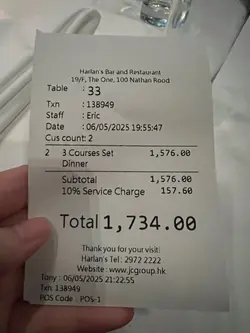 Harlan's Bar and Restaurant
19/F, The One, 100 Nathan Road
Table : 33
Txn : 138949
Staff : Eric
Date : 06/05/2025 19:55:47
Cus count: 2
2 3 Courses Set 1,576.00
Dinner
Subtotal 1,576.00
10% Service Charge 157.60
Total 1,734.00
Thank you for your visit!
Harlan's Tel : 2972 2222
Website : www.jcgroup.hk
Tony : 06/05/2025 21:22:55
Txn: 138949
POS Code : POS-1